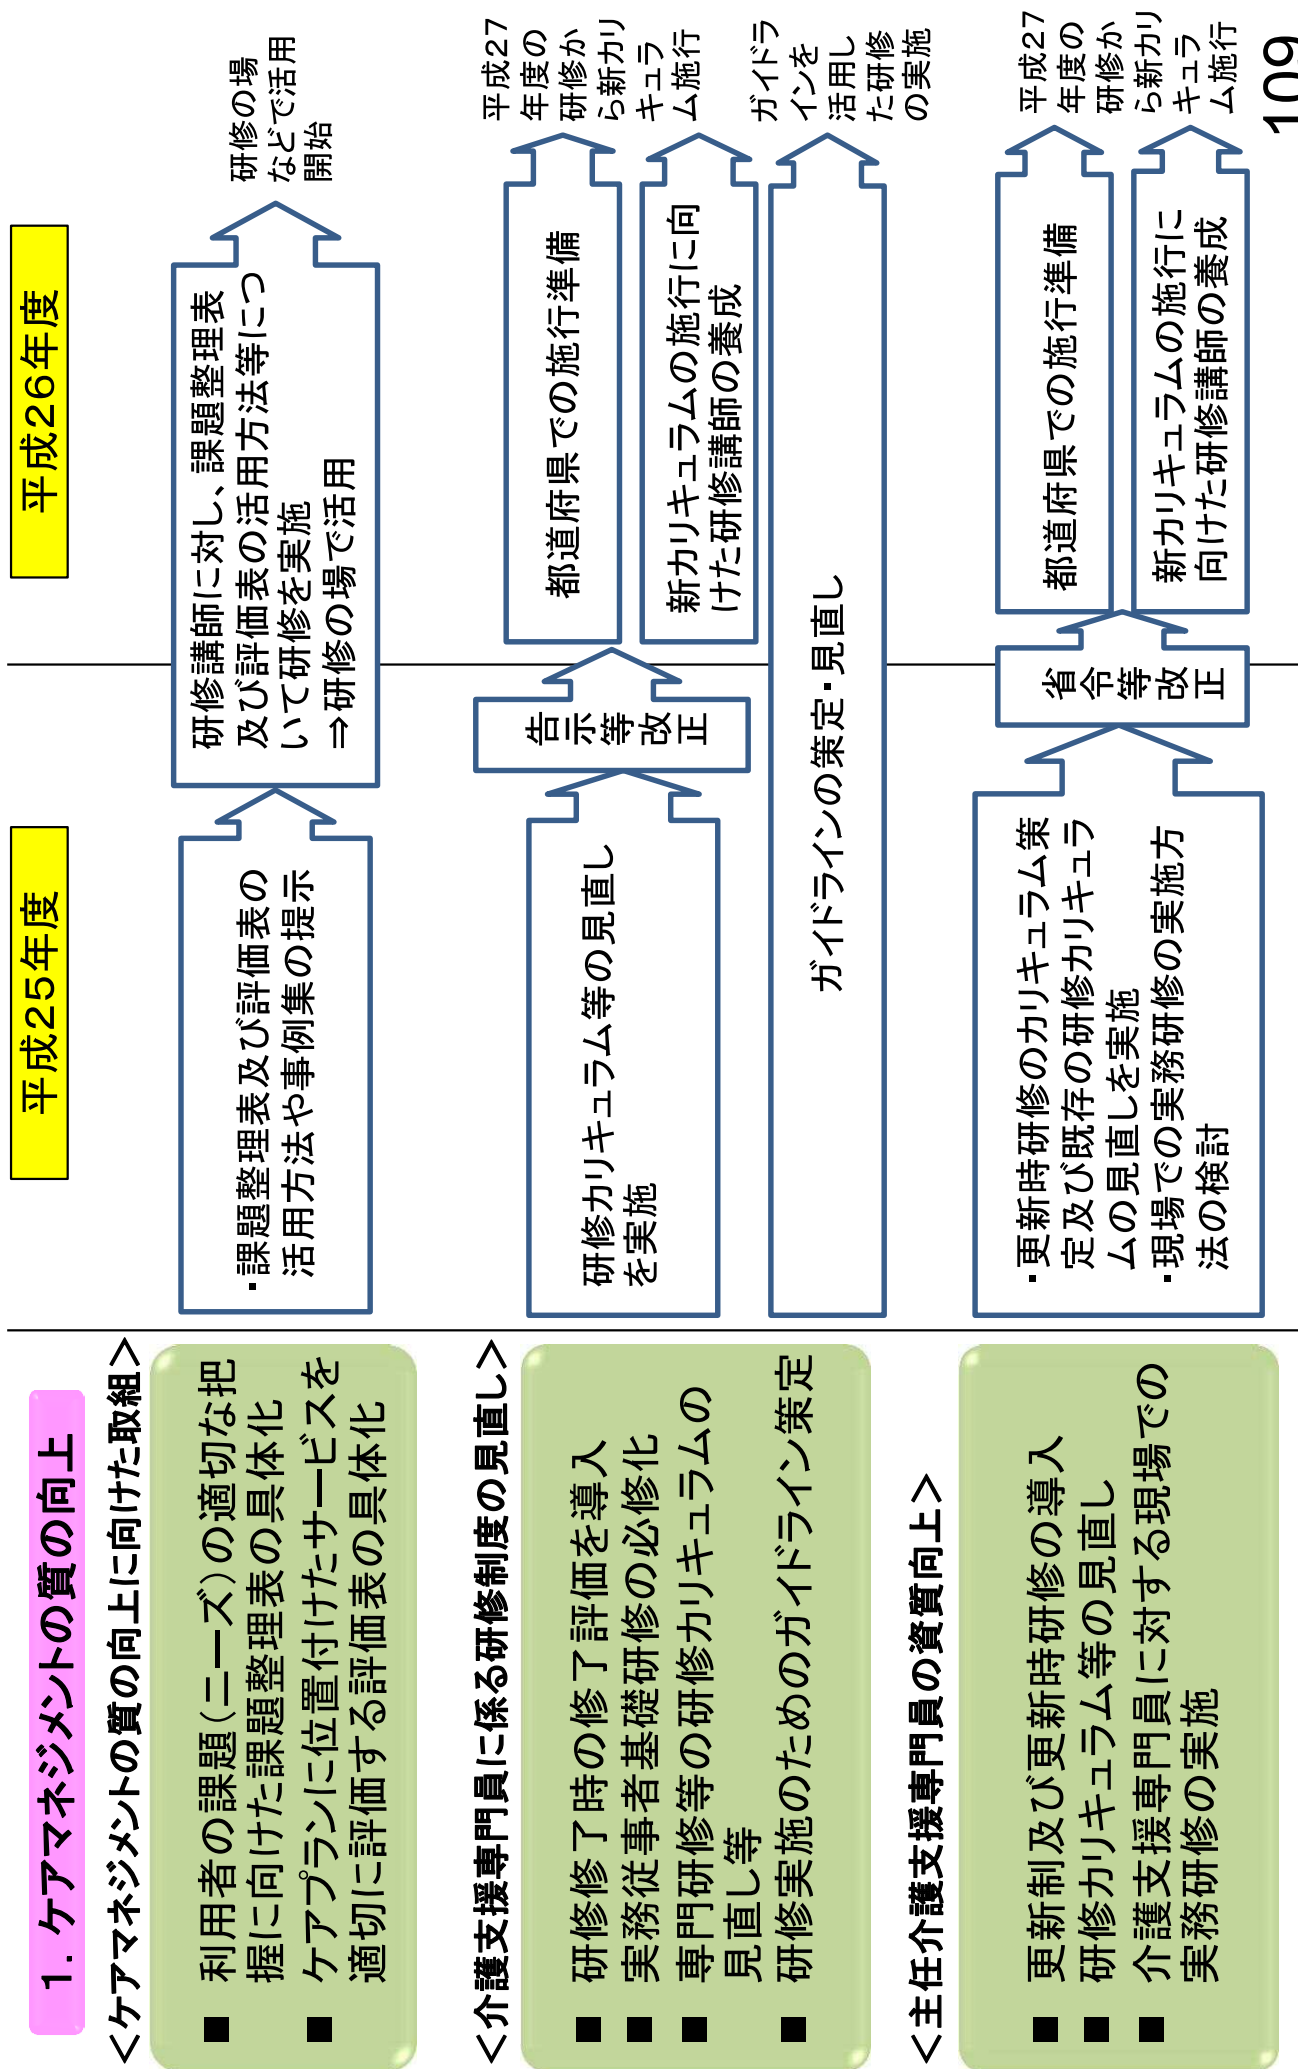 1．ケアマネジメントの質の向上
平成25年度
平成26年度
＜ケアマネジメントの質の向上に向けた取組＞
■ 利用者の課題（ニーズ）の適切な把
握に向けた課題整理表の具体化
■ ケアプランに位置付けたサービスを
適切に評価する評価表の具体化
・課題整理表及び評価表の
活用方法や事例集の提示
研修講師に対し、課題整理表
及び評価表の活用方法等につ
いて研修を実施
⇒研修の場で活用
研修の場
などで活用
開始
＜介護支援専門員に係る研修制度の見直し＞
■ 研修修了時の修了評価を導入
■ 実務従事者基礎研修の必修化
■ 専門研修等の研修カリキュラムの
見直し等
■ 研修実施のためのガイドライン策定
研修カリキュラム等の見直し
を実施
告示等改正
都道府県での施行準備
新カリキュラムの施行に向
けた研修講師の養成
平成27
年度の
研修か
ら新カリ
キュラ
ム施行
ガイドラインの策定・見直し
ガイドラ
インを
活用し
た研修
の実施
＜主任介護支援専門員の資質向上＞
■ 更新制及び更新時研修の導入
■ 研修カリキュラム等の見直し
■ 介護支援専門員に対する現場での
実務研修の実施
・更新時研修のカリキュラム策
定及び既存の研修カリキュラ
ムの見直しを実施
・現場での実務研修の実施方
法の検討
省令等改正
都道府県での施行準備
新カリキュラムの施行に
向けた研修講師の養成
平成27
年度の
研修か
ら新カリ
キュラ
ム施行
109